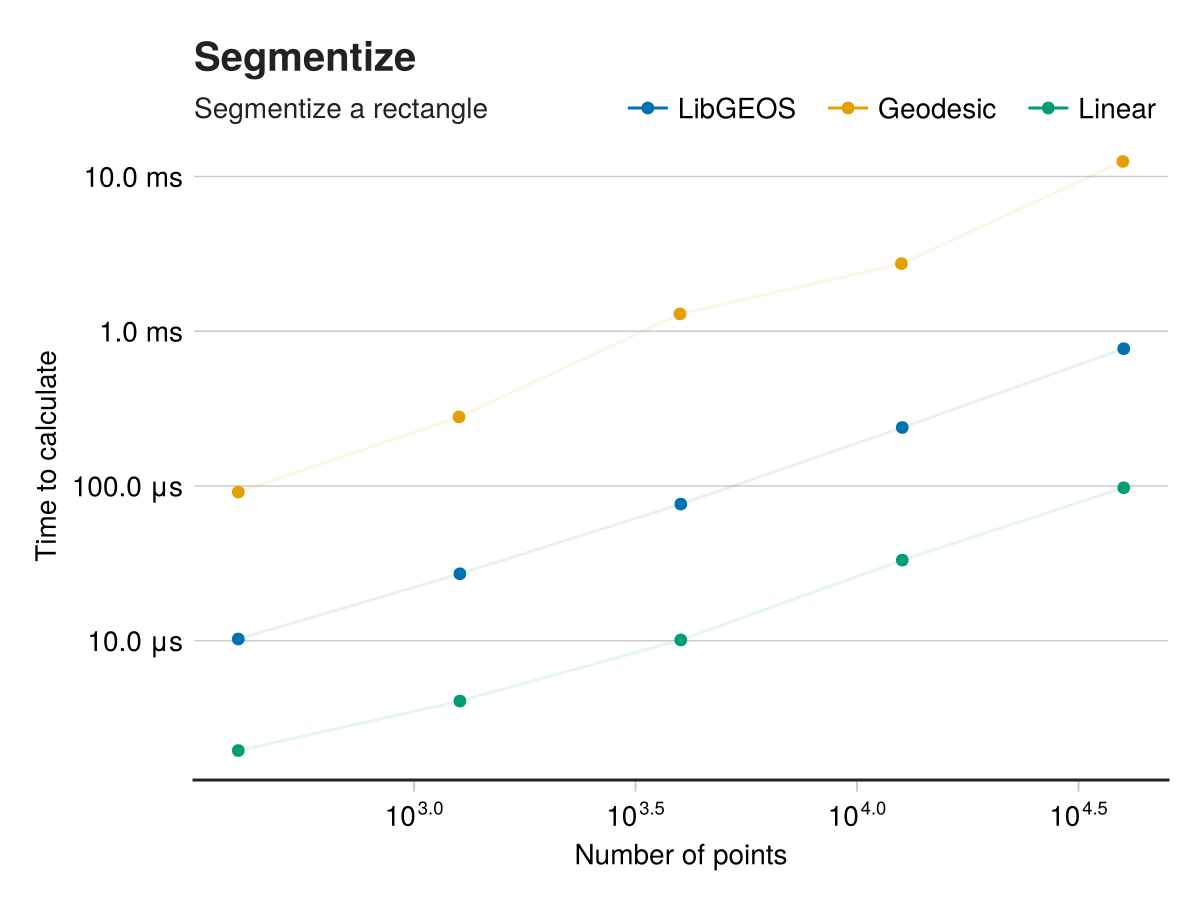 Segmentize
Segmentize a rectangle
LibGEOS Geodesic Linear
10.0 ms
1.0 ms
100.0 µs
10.0 µs
Time to calculate
10^3.0 10^3.5 10^4.0 10^4.5
Number of points